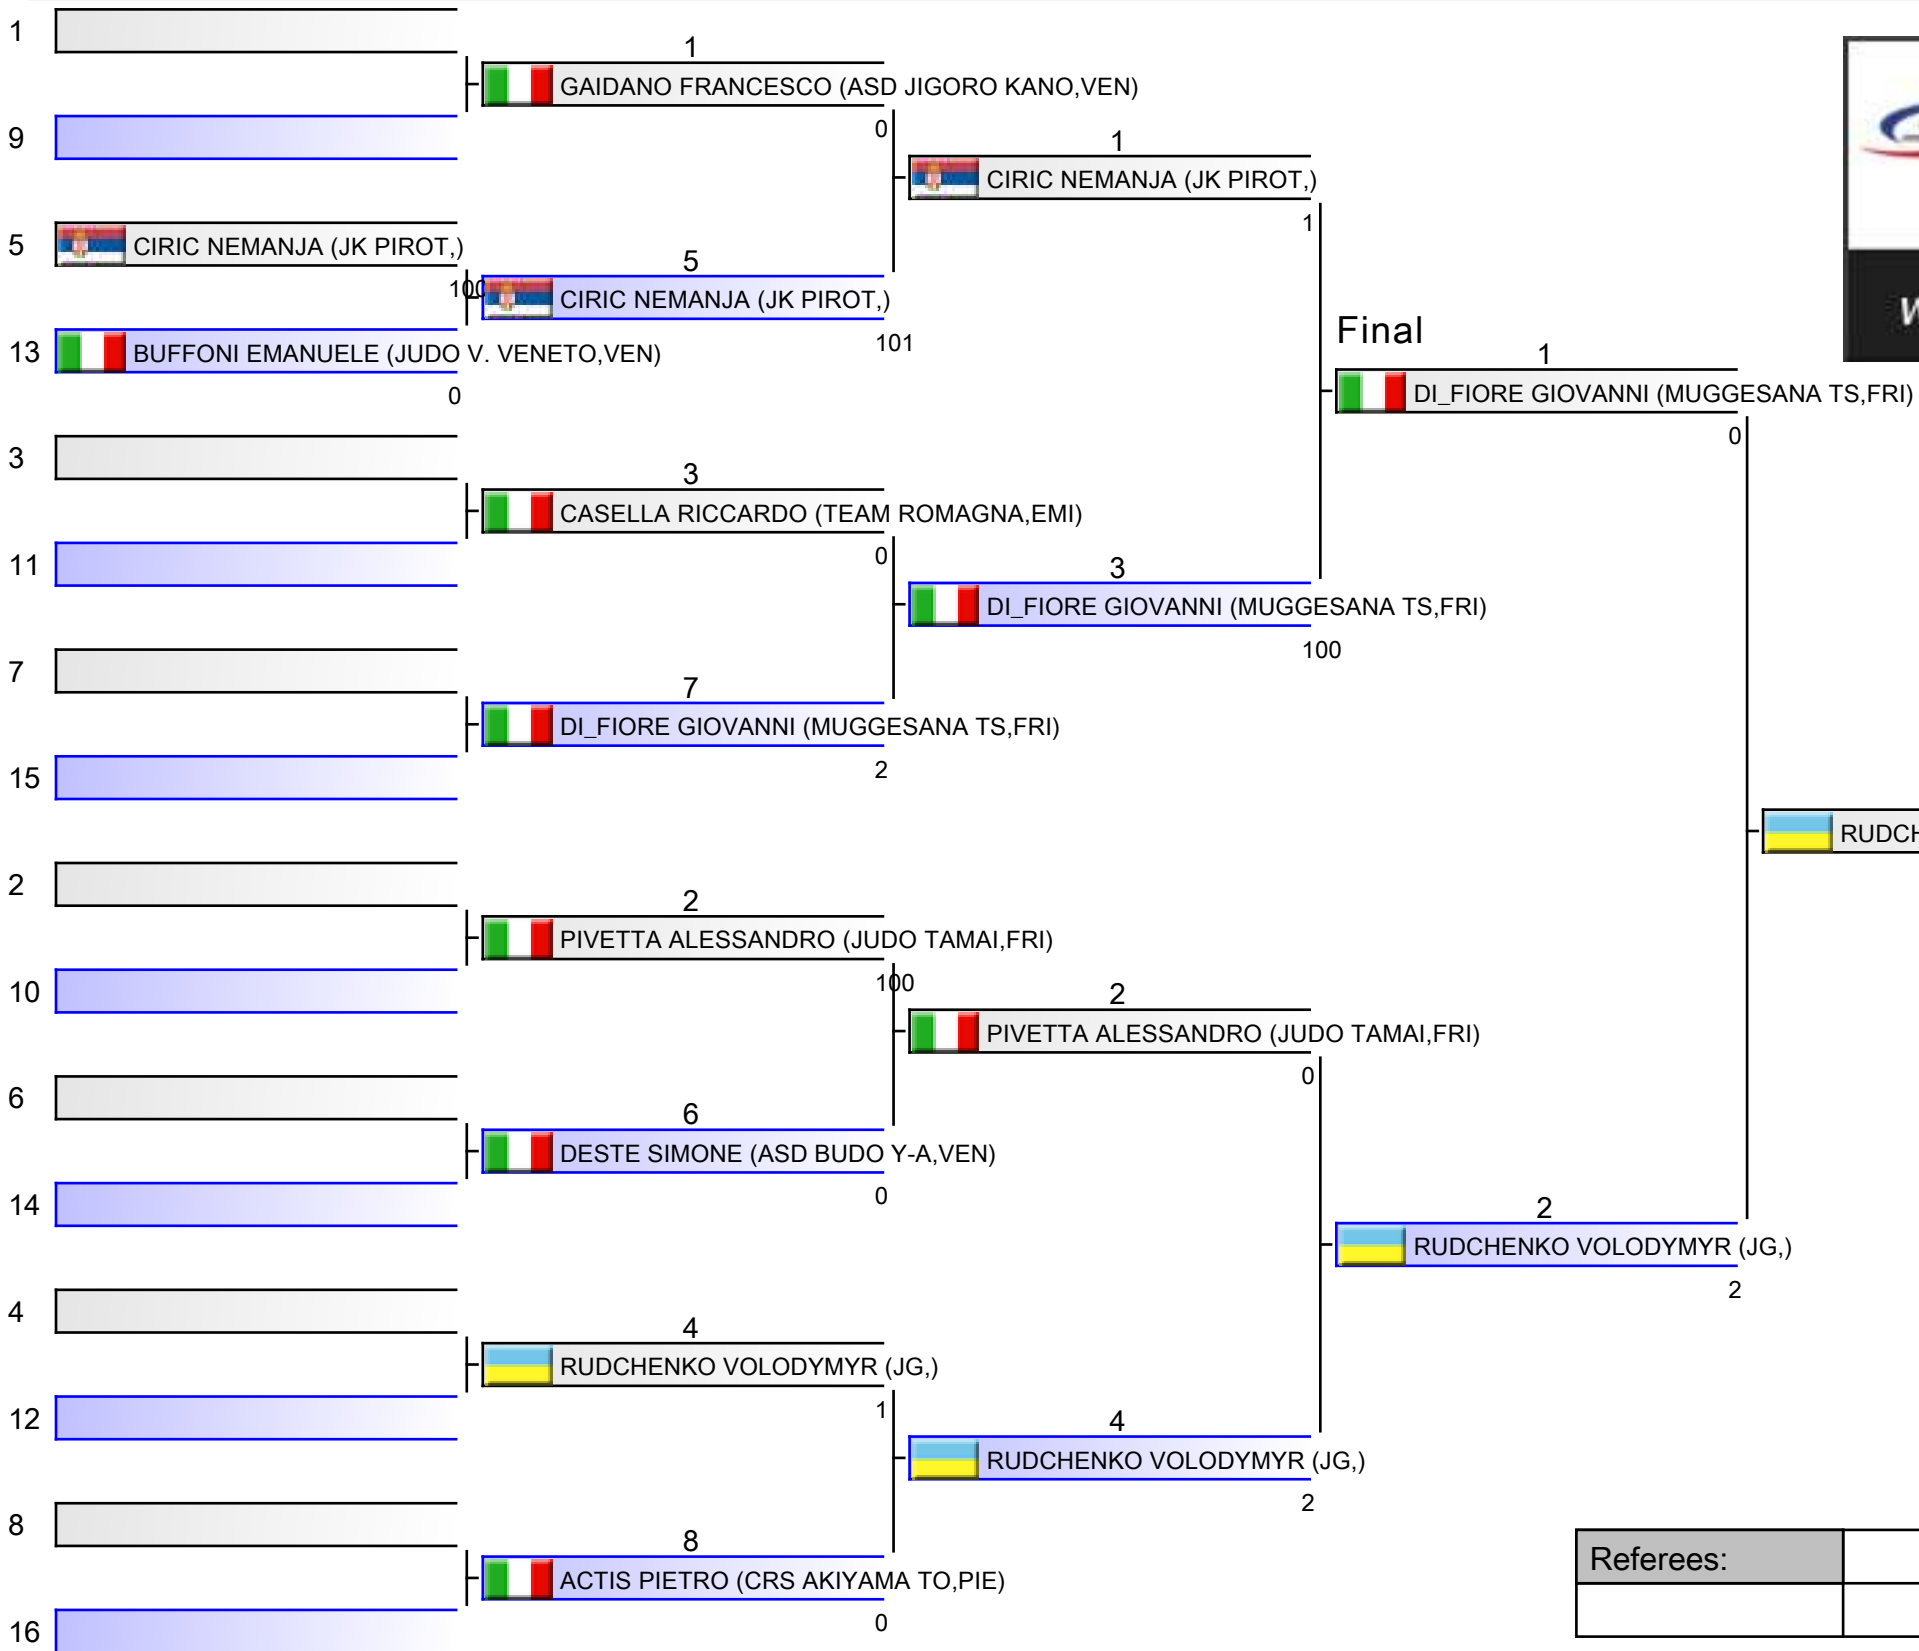 1
1
GAIDANO FRANCESCO (ASD JIGORO KANO,VEN)
0
9
1
CIRIC NEMANJA (JK PIROT,)
1
5
CIRIC NEMANJA (JK PIROT,)
100
5
CIRIC NEMANJA (JK PIROT,)
101
13
BUFFONI EMANUELE (JUDO V. VENETO,VEN)
0
Final
1
DI_FIORE GIOVANNI (MUGGESANA TS,FRI)
0
3
3
CASELLA RICCARDO (TEAM ROMAGNA,EMI)
0
11
3
DI_FIORE GIOVANNI (MUGGESANA TS,FRI)
100
7
7
DI_FIORE GIOVANNI (MUGGESANA TS,FRI)
2
15
RUDCH
2
2
PIVETTA ALESSANDRO (JUDO TAMAI,FRI)
100
10
2
PIVETTA ALESSANDRO (JUDO TAMAI,FRI)
0
6
6
DESTE SIMONE (ASD BUDO Y-A,VEN)
0
14
2
RUDCHENKO VOLODYMYR (JG,)
2
4
4
RUDCHENKO VOLODYMYR (JG,)
1
12
4
RUDCHENKO VOLODYMYR (JG,)
2
8
8
ACTIS PIETRO (CRS AKIYAMA TO,PIE)
0
16
Referees: